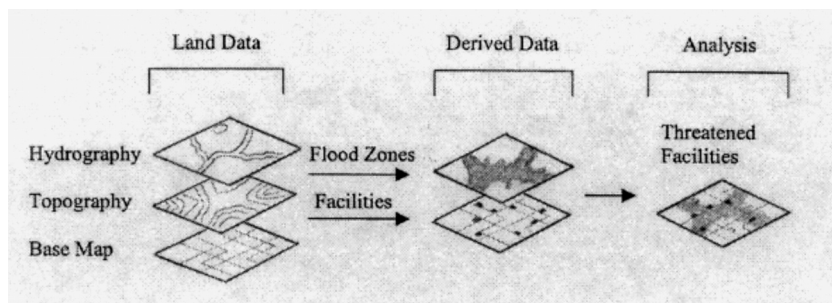 Land Data
Derived Data
Analysis
Hydrography
Topography
Base Map
Flood Zones
Facilities
Threatened
Facilities